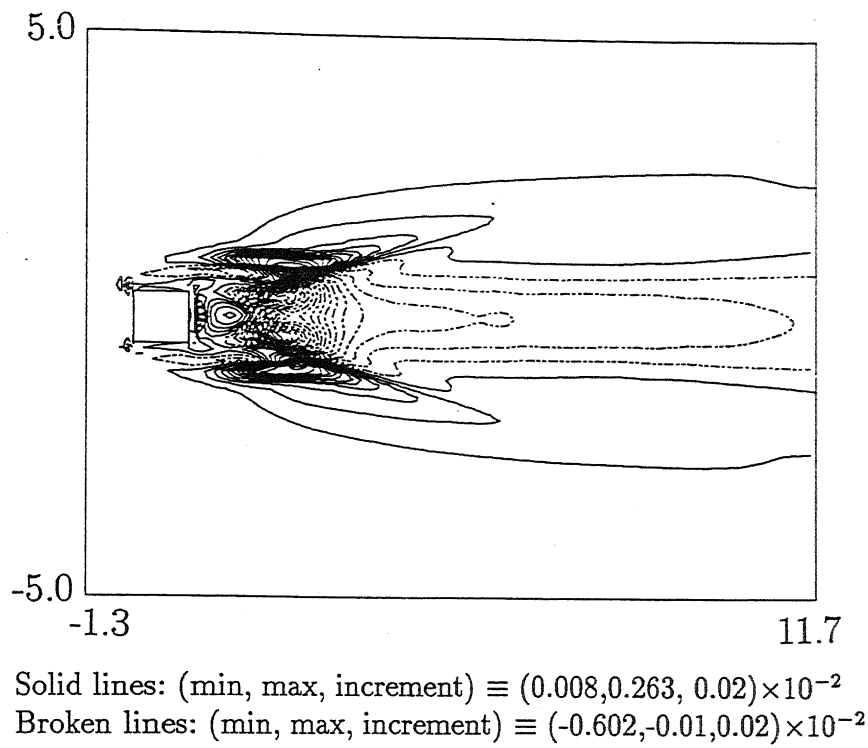 5.0
-5.0
-1.3
11.7
Solid lines: (min, max, increment) ≡ (0.008,0.263, 0.02)×10⁻²
Broken lines: (min, max, increment) ≡ (-0.602,-0.01,0.02)×10⁻²